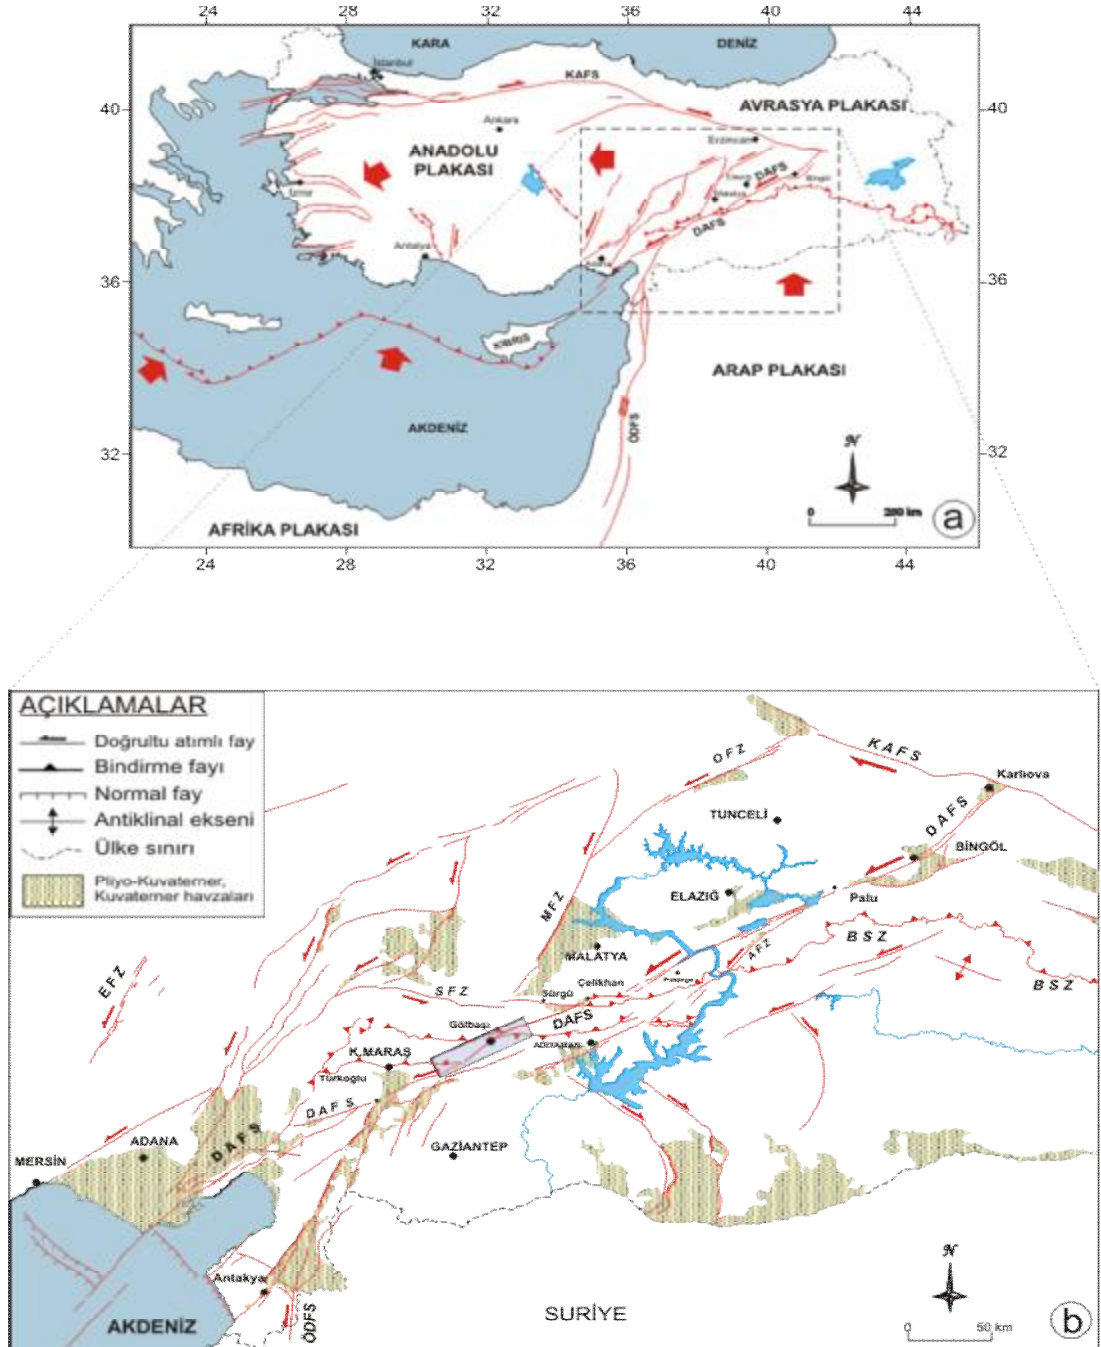 24 28 32 36 40 44
KARA
DENİZ
İstanbul
KAFS
40
AVRASYA PLAKASI
40
Ankara
Erzincan
ANADOLU
PLAKASI
DAFS
Bingöl
Malatya
İzmir
DAFS
Antalya
Adana
36
36
KIBRIS
ARAP PLAKASI
AKDENİZ
ÖDFS
32
32
N
0 200 km
a
AFRİKA PLAKASI
24 28 32 36 40 44
AÇIKLAMALAR
Doğrultu atımlı fay
Bindirme fayı
Normal fay
Antiklinal ekseni
Ülke sınırı
Pliyo-Kuvaterner,
Kuvaterner havzaları
OFZ
KAFS
Karlıova
TUNCELİ
DAFS
BİNGÖL
ELAZIĞ
Palu
MFZ
BSZ
MALATYA
AFZ
BSZ
EFZ
SFZ
Sürgü
Çelikhan
DAFS
Gölbaşı
ADIYAMAN
K.MARAŞ
Türkoğlu
DAFS
DAFS
GAZİANTEP
ADANA
MERSİN
Antakya
AKDENİZ
ÖDFS
SURİYE
N
0 50 km
b